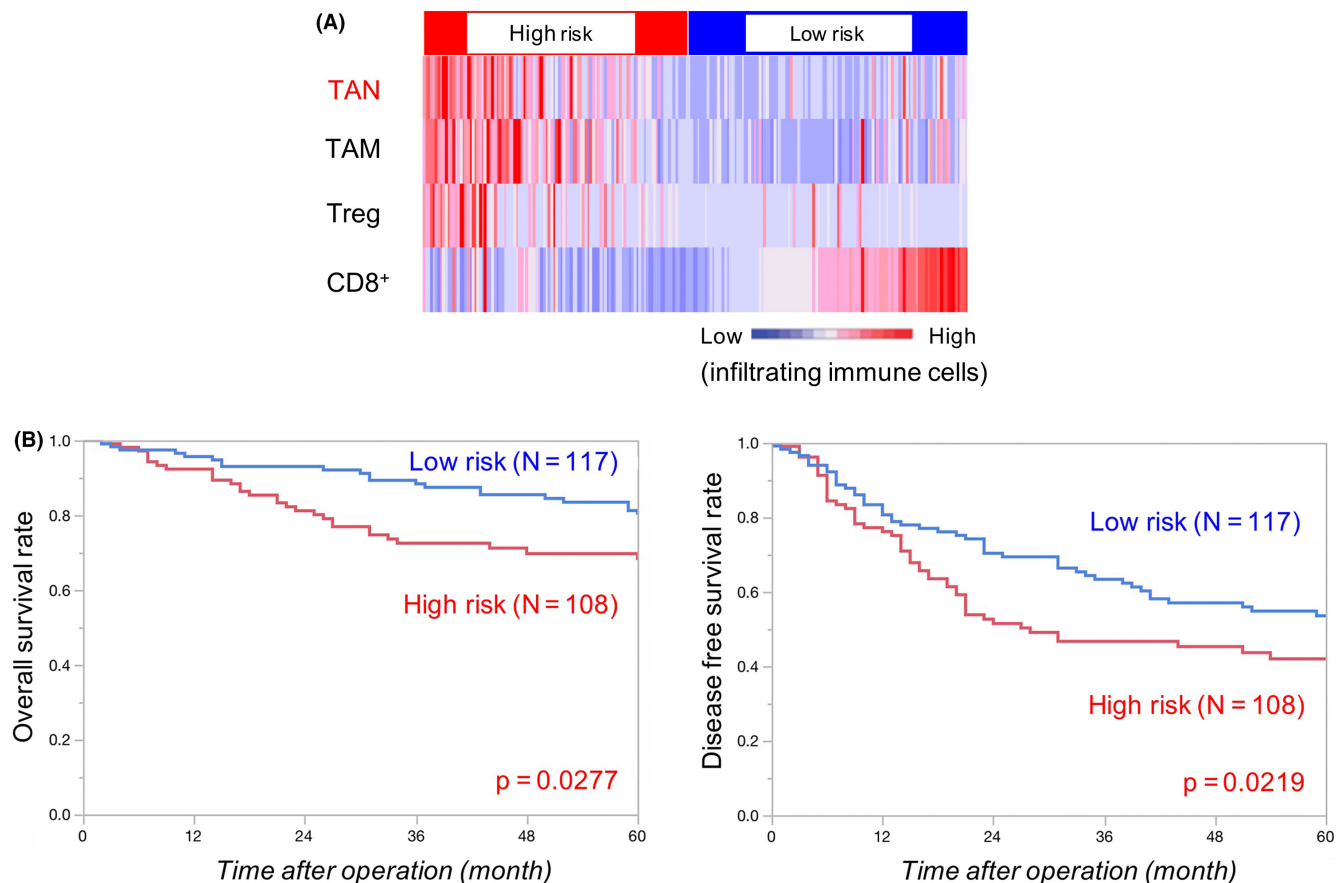 (A)
High risk
Low risk
TAN
TAM
Treg
CD8⁺
Low
High
(infiltrating immune cells)
(B)
Overall survival rate
1.0
0.8
0.6
0.4
0.2
0.0
Low risk (N = 117)
High risk (N = 108)
p = 0.0277
0 12 24 36 48 60
Time after operation (month)
Disease free survival rate
1.0
0.8
0.6
0.4
0.2
0.0
Low risk (N = 117)
High risk (N = 108)
p = 0.0219
0 12 24 36 48 60
Time after operation (month)